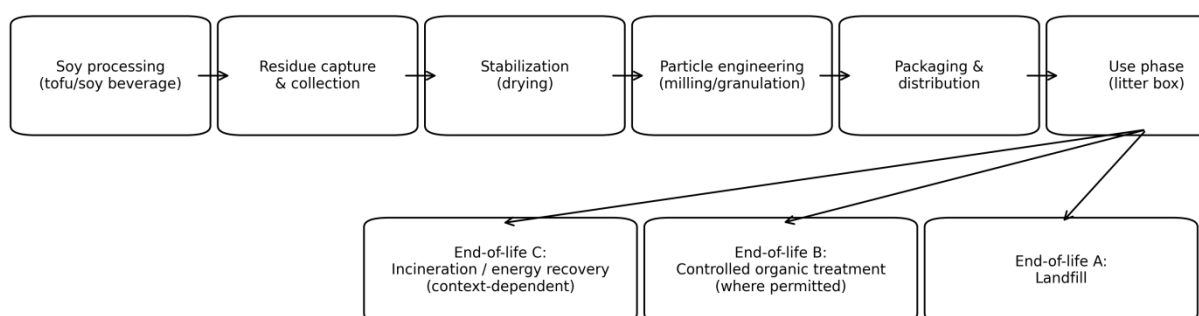 Soy processing
(tofu/soy beverage)
Residue capture
& collection
Stabilization
(drying)
Particle engineering
(milling/granulation)
Packaging &
distribution
Use phase
(litter box)
End-of-life C:
Incineration / energy recovery
(context-dependent)
End-of-life B:
Controlled organic treatment
(where permitted)
End-of-life A:
Landfill